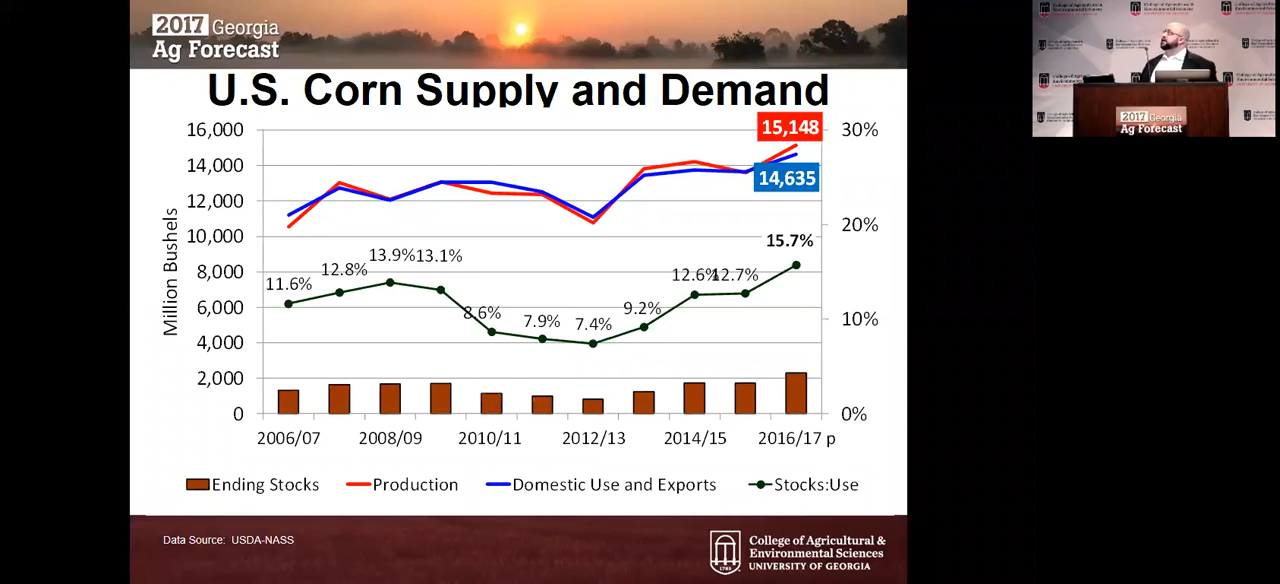 2017 Georgia
Ag Forecast
U.S. Corn Supply and Demand
Million Bushels
16,000
14,000
12,000
10,000
8,000
6,000
4,000
2,000
0
30%
20%
10%
0%
15,148
14,635
11.6%
12.8%
13.9%
13.1%
8.6%
7.9%
7.4%
9.2%
12.6%
12.7%
15.7%
2006/07
2008/09
2010/11
2012/13
2014/15
2016/17 p
Ending Stocks
Production
Domestic Use and Exports
Stocks:Use
Data Source: USDA-NASS
1785
College of Agricultural &
Environmental Sciences
UNIVERSITY OF GEORGIA
2017 Georgia
Ag Forecast